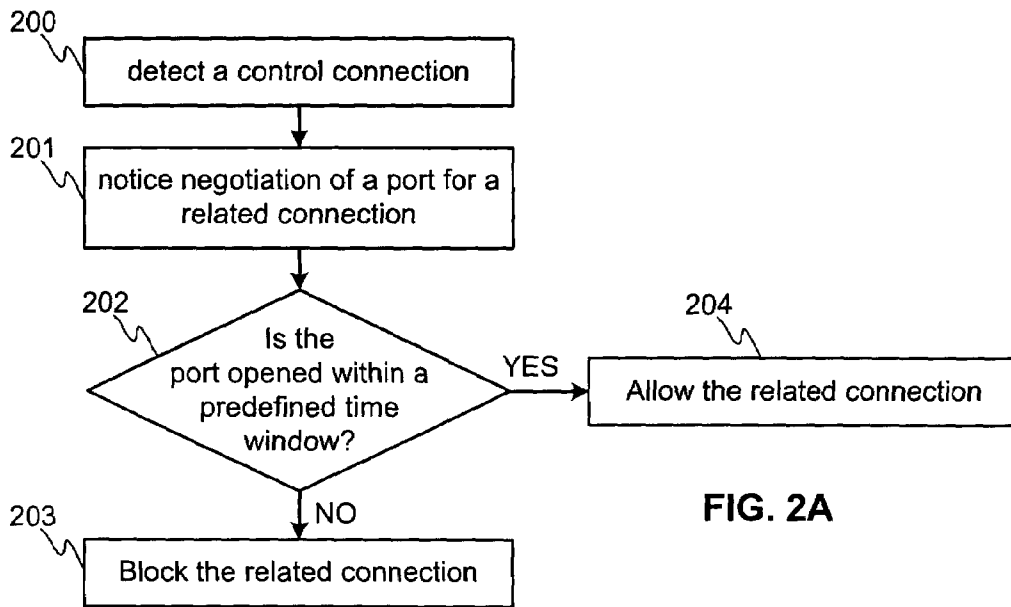 200
detect a control connection
201
notice negotiation of a port for a
related connection
202
Is the
port opened within a
predefined time
window?
YES
204
Allow the related connection
NO
203
Block the related connection
FIG. 2A